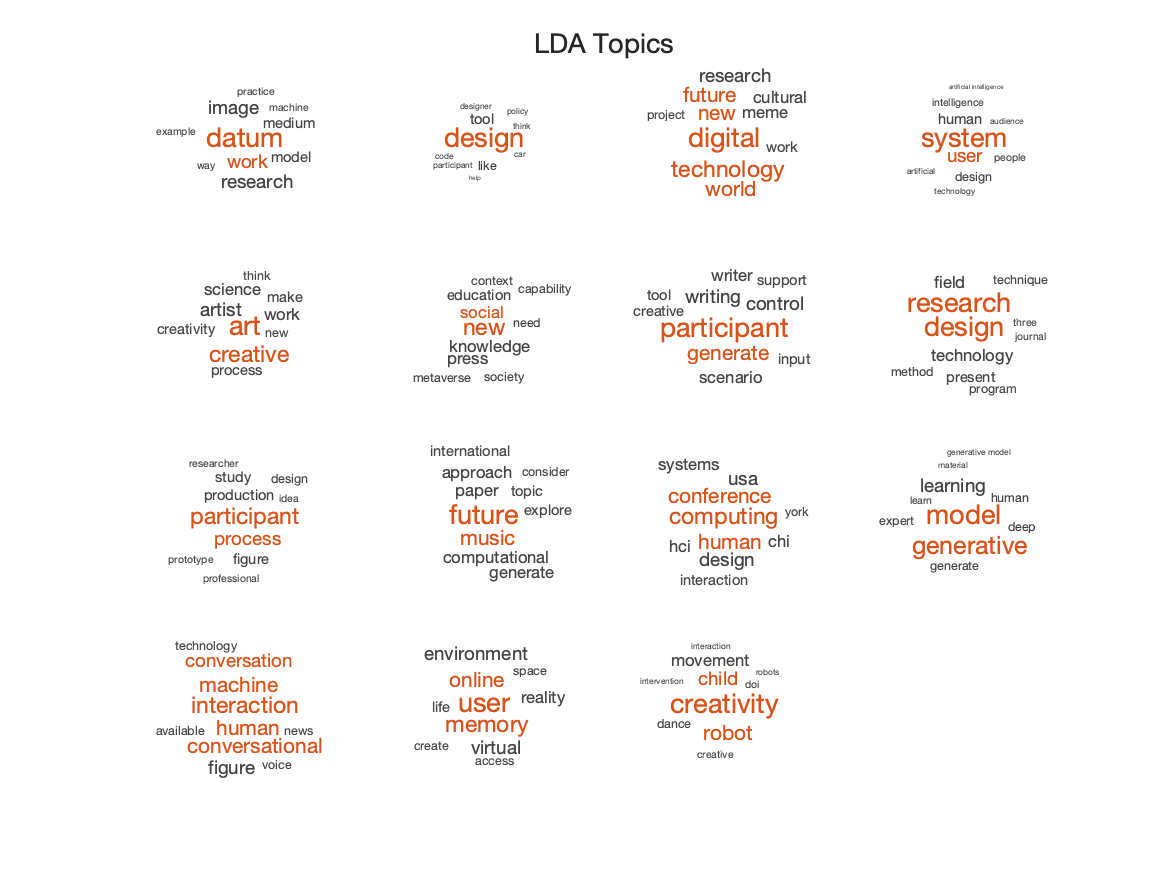 LDA Topics
practice
image machine
medium
example datum
way work model
research
designer policy
tool think
design
code car
participant like
help
research
future cultural
project new meme
digital work
technology
world
artificial intelligence
intelligence
human audience
system
user people
artificial design
technology
think
science make
artist work
creativity art new
creative
process
context
education capability
social
new need
knowledge
press
metaverse society
writer support
tool writing control
creative
participant
generate input
scenario
field technique
research
design three
journal
technology
method present
program
researcher
study design
production idea
participant
process
prototype figure
professional
international
approach consider
paper topic
future explore
music
computational
generate
systems
usa
conference
computing york
hci human chi
design
interaction
generative model
material
learning
learn human
expert model deep
generative
generate
technology
conversation
machine
interaction
available human news
conversational
figure voice
environment
online space
life user reality
memory
create virtual
access
interaction
movement
intervention child robots
doi
creativity
dance robot
creative